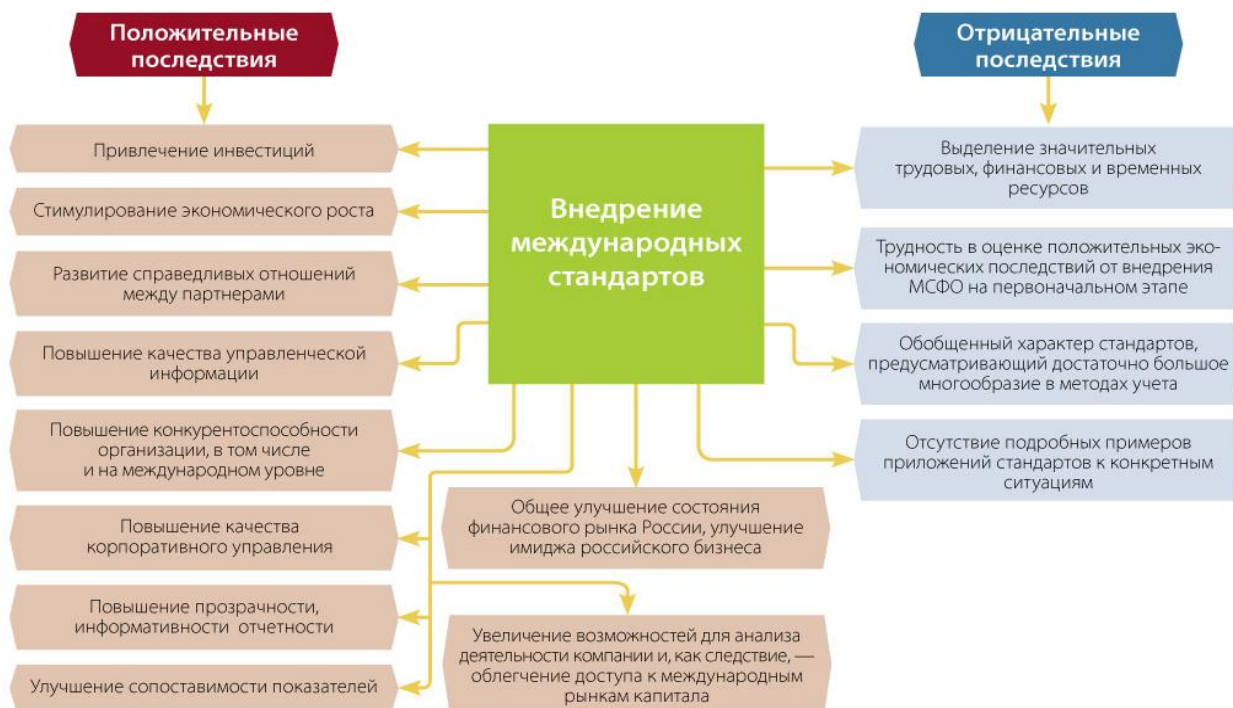 Положительные
последствия
Привлечение инвестиций
Стимулирование экономического роста
Развитие справедливых отношений
между партнерами
Повышение качества управленческой
информации
Повышение конкурентоспособности
организации, в том числе
и на международном уровне
Повышение качества
корпоративного управления
Повышение прозрачности,
информативности отчетности
Улучшение сопоставимости показателей
Внедрение
международных
стандартов
Общее улучшение состояния
финансового рынка России, улучшение
имиджа российского бизнеса
Увеличение возможностей для анализа
деятельности компании и, как следствие, —
облегчение доступа к международным
рынкам капитала
Отрицательные
последствия
Выделение значительных
трудовых, финансовых и временных
ресурсов
Трудность в оценке положительных эко-
номических последствий от внедрения
МСФО на первоначальном этапе
Обобщенный характер стандартов,
предусматривающий достаточно большое
многообразие в методах учета
Отсутствие подробных примеров
приложений стандартов к конкретным
ситуациям